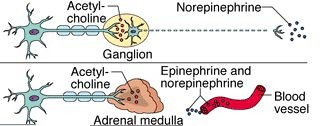 Acetyl-
choline
Norepinephrine
Ganglion
Acetyl-
choline
Epinephrine and
norepinephrine
Blood
vessel
Adrenal medulla